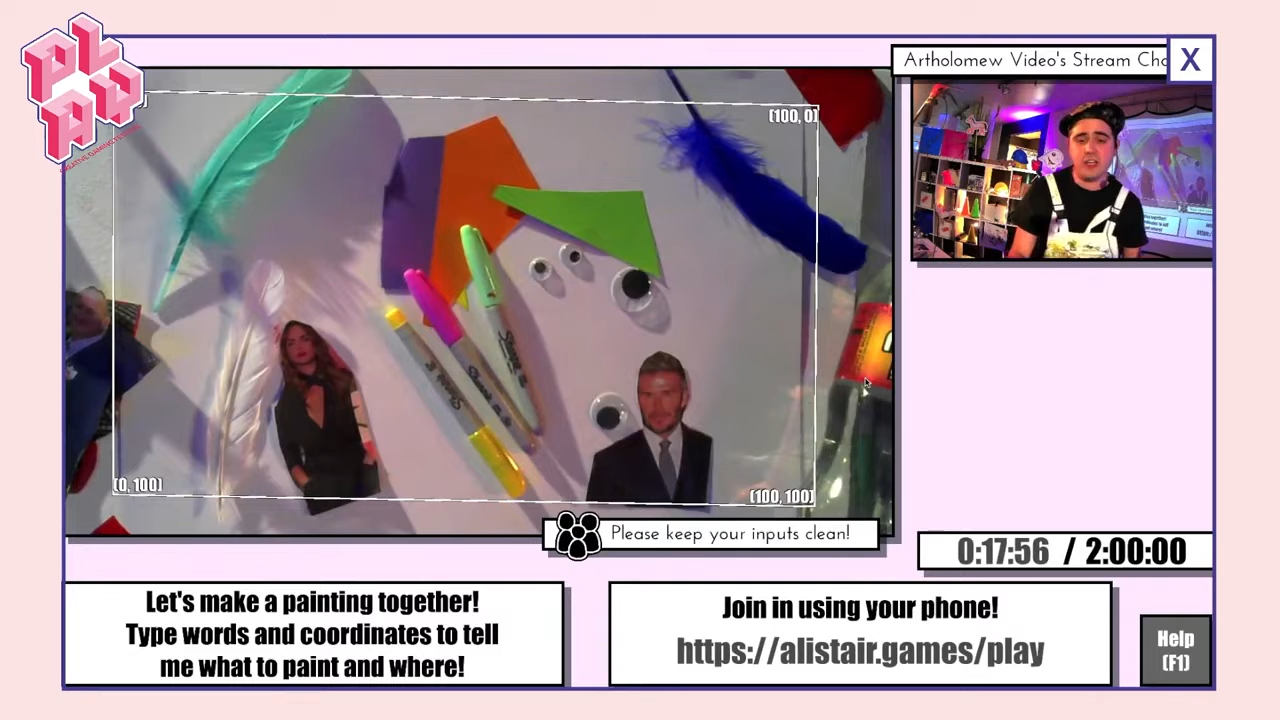 PLAY
Artholomew Video's Stream Cha
X
(100, 0)
(0, 100)
(100, 100)
Please keep your inputs clean!
0:17:56 / 2:00:00
Let's make a painting together!
Type words and coordinates to tell
me what to paint and where!
Join in using your phone!
https://alistair.games/play
Help
(F1)